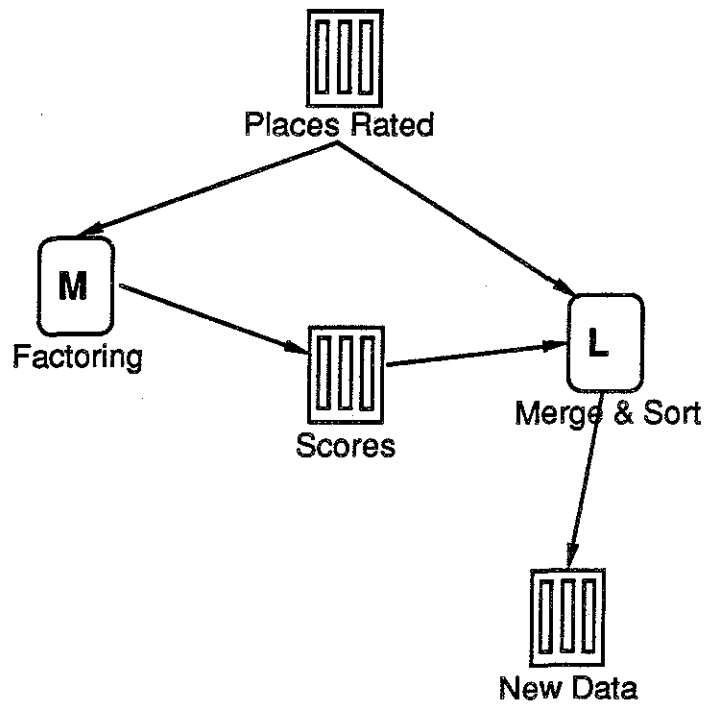 Places Rated
M
Factoring
L
Merge & Sort
Scores
New Data